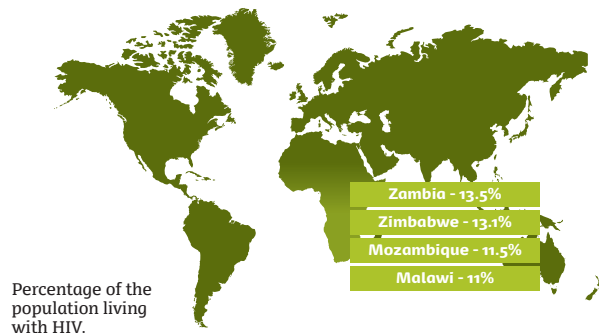 Zambia - 13.5%
Zimbabwe - 13.1%
Mozambique - 11.5%
Malawi - 11%
Percentage of the
population living
with HIV.